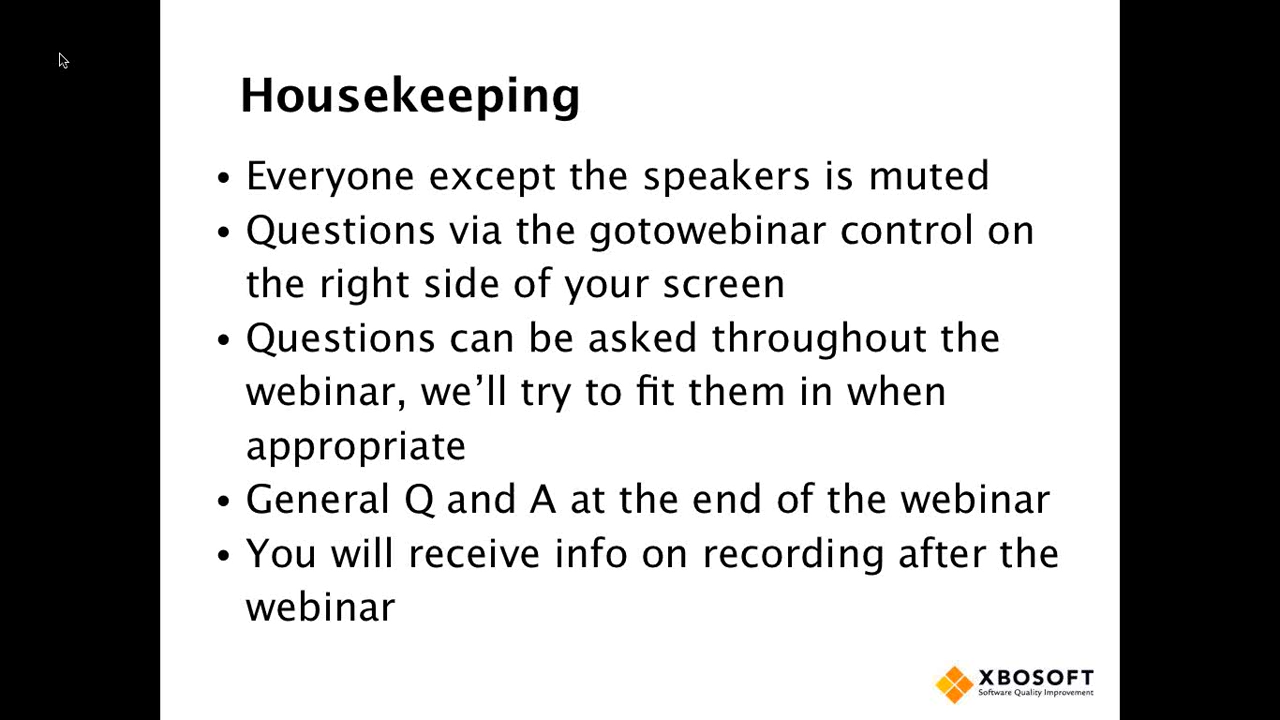 Housekeeping
• Everyone except the speakers is muted
• Questions via the gotowebinar control on
the right side of your screen
• Questions can be asked throughout the
webinar, we’ll try to fit them in when
appropriate
• General Q and A at the end of the webinar
• You will receive info on recording after the
webinar
XBOSOFT
Software Quality Improvement